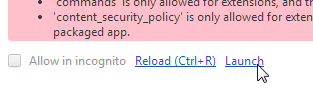 'commands' is only allowed for extensions, and th
'content_security_policy' is only allowed for exten
packaged app.
Allow in incognito Reload (Ctrl+R) Launch